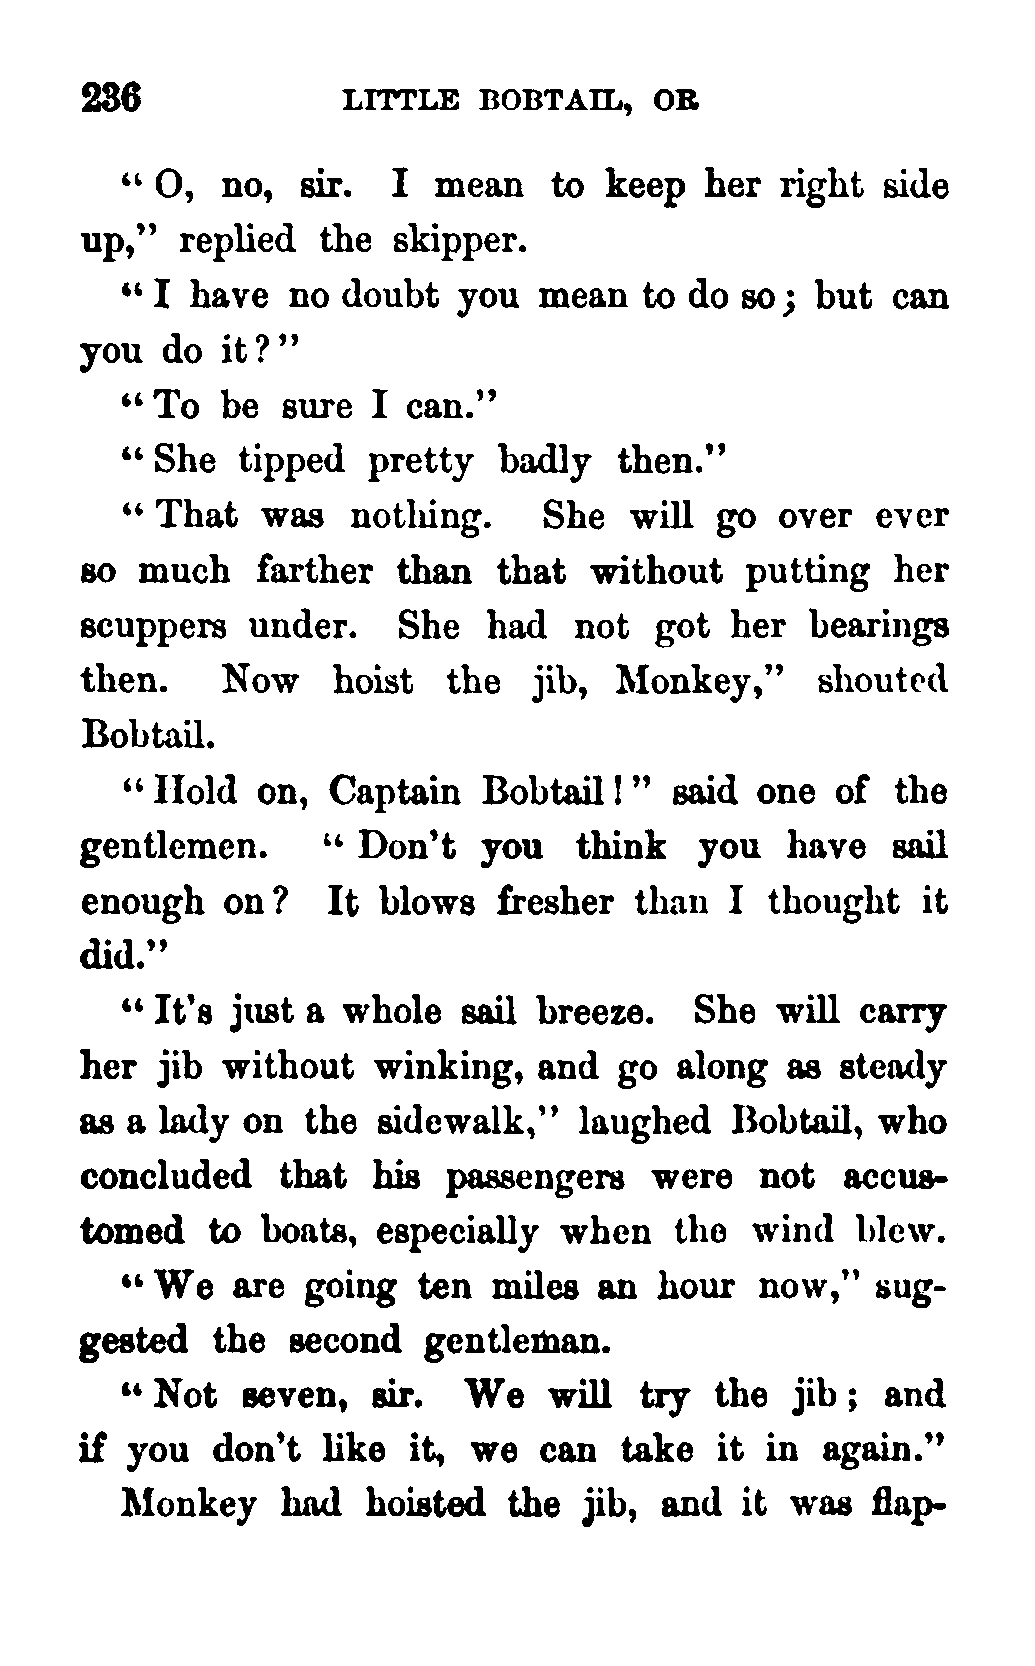 236 LITTLE BOBTAIL, OR
“ O, no, sir. I mean to keep her right side
up,” replied the skipper.
“ I have no doubt you mean to do so ; but can
you do it ? ”
“ To be sure I can.”
“ She tipped pretty badly then.”
“ That was nothing. She will go over ever
so much farther than that without putting her
scuppers under. She had not got her bearings
then. Now hoist the jib, Monkey,” shouted
Bobtail.
“ Hold on, Captain Bobtail ! ” said one of the
gentlemen. “ Don’t you think you have sail
enough on ? It blows fresher than I thought it
did.”
“ It’s just a whole sail breeze. She will carry
her jib without winking, and go along as steady
as a lady on the sidewalk,” laughed Bobtail, who
concluded that his passengers were not accus-
tomed to boats, especially when the wind blew.
“ We are going ten miles an hour now,” sug-
gested the second gentleman.
“ Not seven, sir. We will try the jib ; and
if you don’t like it, we can take it in again.”
Monkey had hoisted the jib, and it was flap-